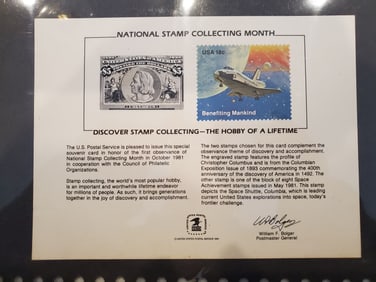 NATIONAL STAMP COLLECTING MONTH
UNITED STATES OF AMERICA
$5
$5
USA 18c
Benefiting Mankind
DISCOVER STAMP COLLECTING—THE HOBBY OF A LIFETIME
The U.S. Postal Service is pleased to issue this special
souvenir card in honor of the first observance of
National Stamp Collecting Month in October 1981
in cooperation with the Council of Philatelic
Organizations.
Stamp collecting, the world's most popular hobby,
is an important and worthwhile lifetime endeavor
for millions of people. As such, it brings generations
together in the joy of discovery and accomplishment.
The two stamps chosen for this card complement the
observance theme of discovery and accomplishment.
The engraved stamp features the profile of
Christopher Columbus and is from the Columbian
Exposition issue of 1893 commemorating the 400th
anniversary of the discovery of America in 1492. The
other stamp is one of the block of eight Space
Achievement stamps issued in May 1981. This stamp
depicts the Space Shuttle, Columbia, which is leading
current United States explorations into space, today's
frontier challenge.
William F. Bolger
Postmaster General